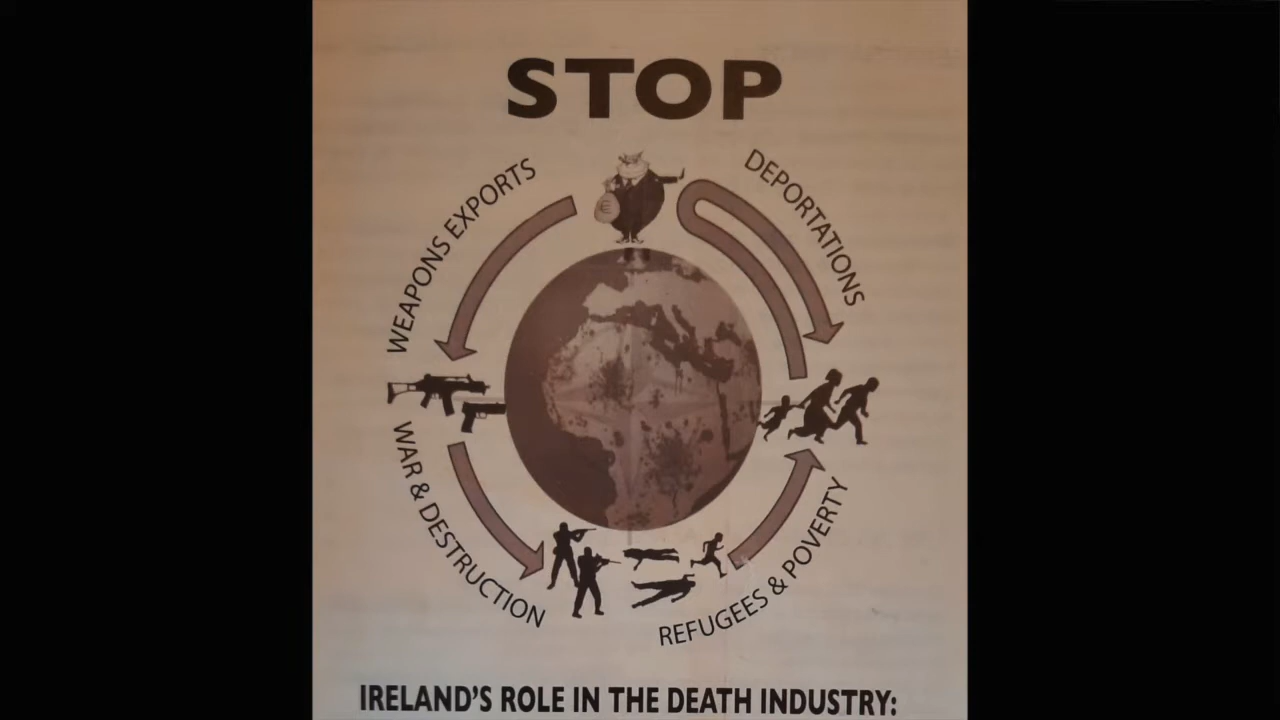 STOP
WEAPONS EXPORTS
DEPORTATIONS
WAR & DESTRUCTION
REFUGEES & POVERTY
IRELAND'S ROLE IN THE DEATH INDUSTRY: